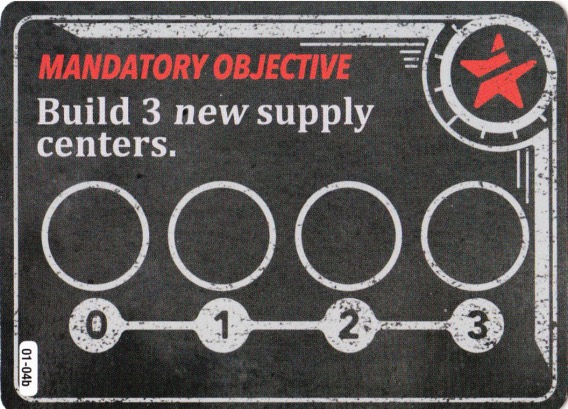 MANDATORY OBJECTIVE
Build 3 new supply
centers.
0 1 2 3
01-04b